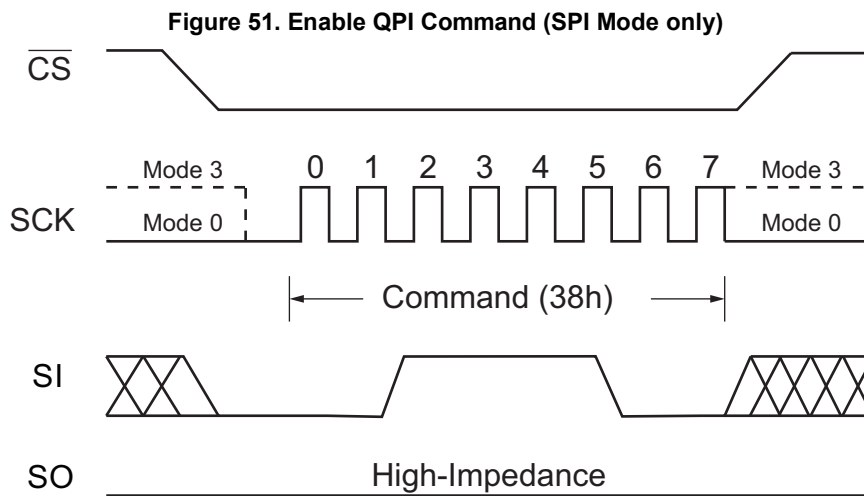 Figure 51. Enable QPI Command (SPI Mode only)
CS
Mode 3 0 1 2 3 4 5 6 7 Mode 3
SCK Mode 0 Mode 0
Command (38h)
SI
SO High-Impedance